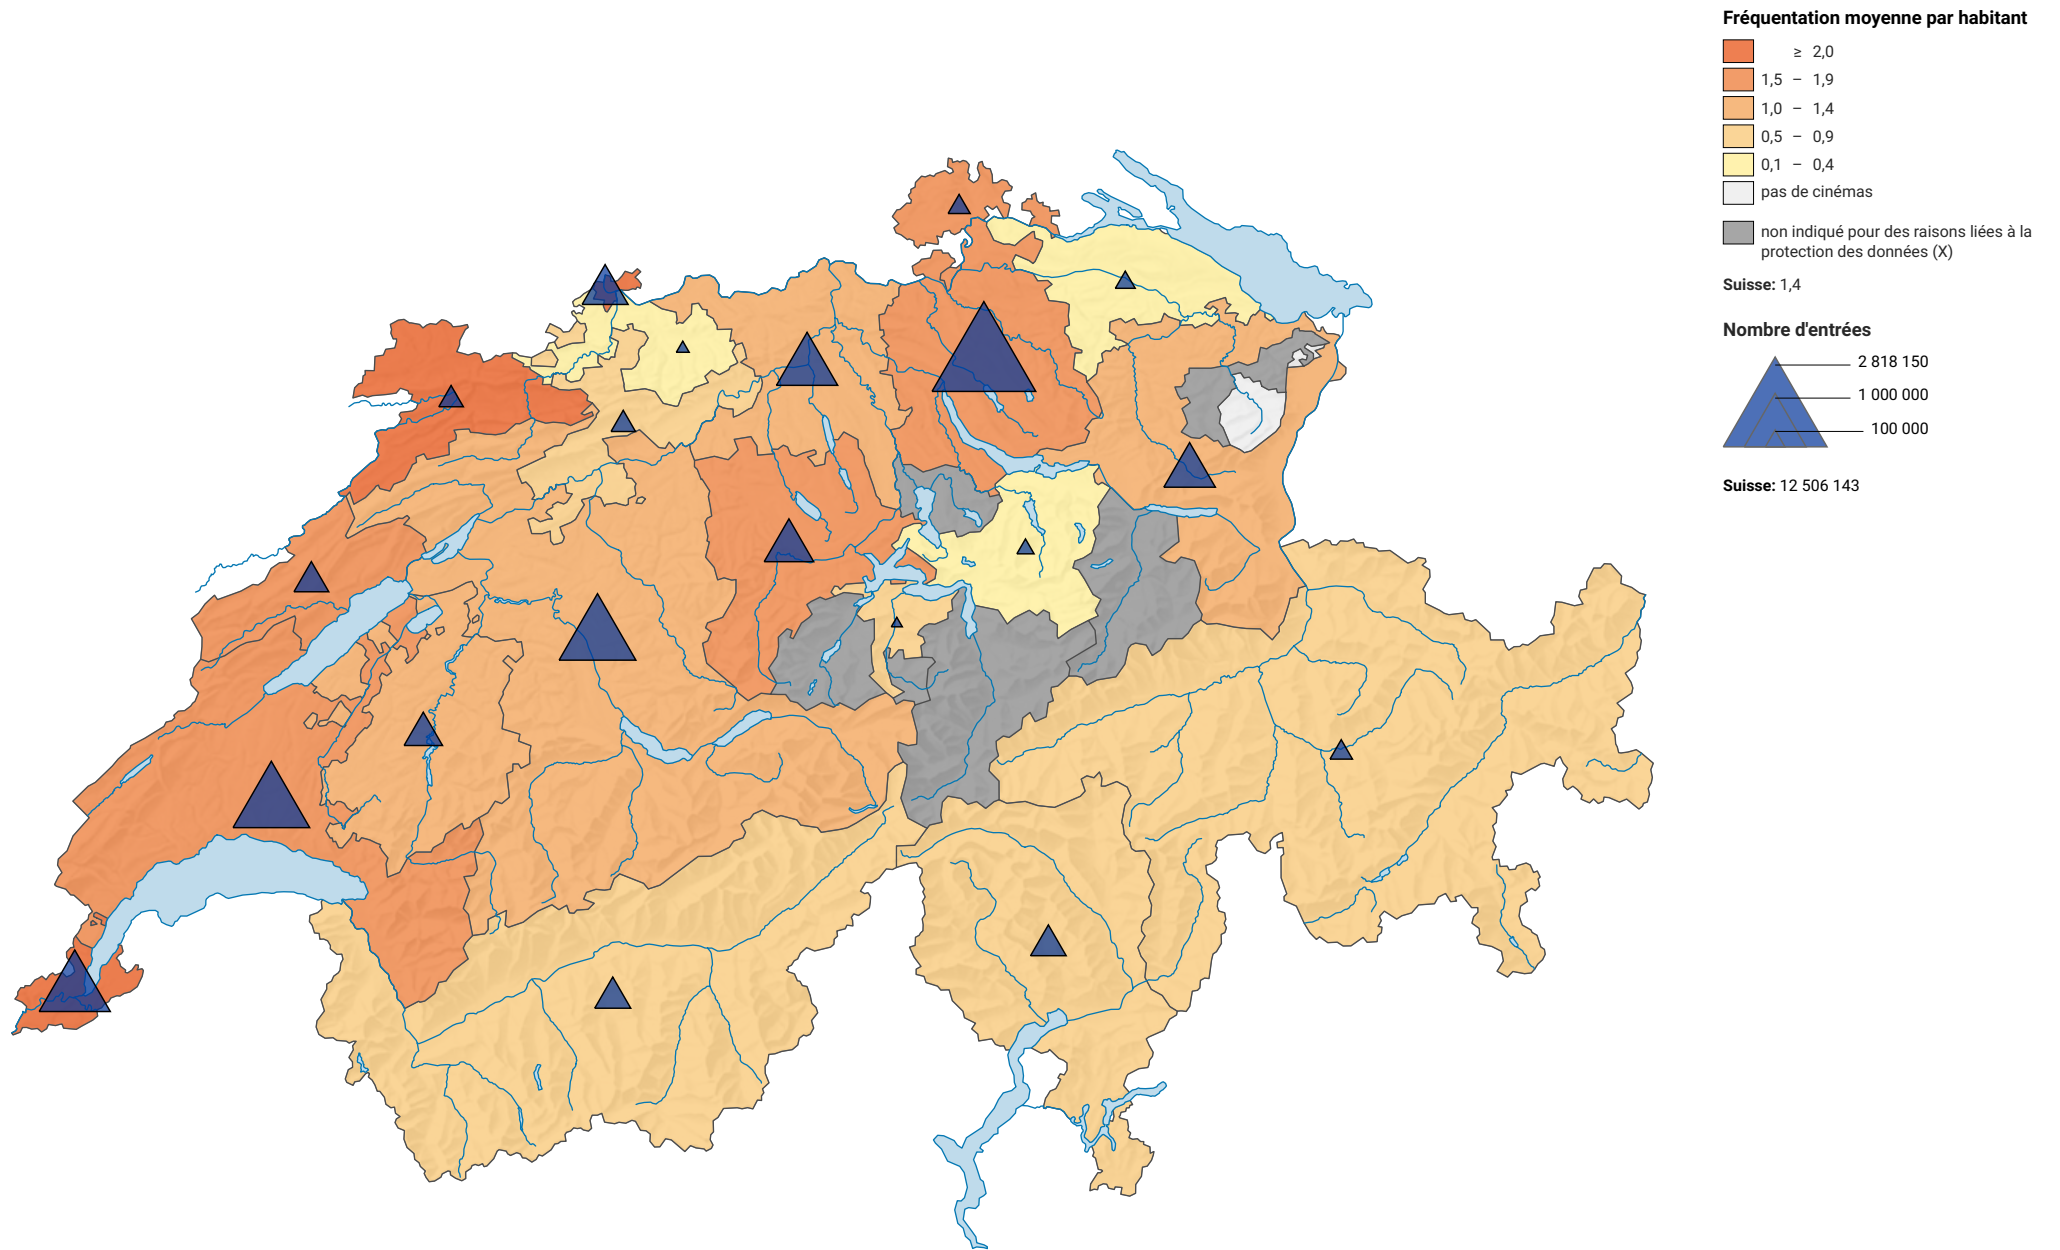 Fréquentation moyenne par habitant
≥ 2,0
1,5 – 1,9
1,0 – 1,4
0,5 – 0,9
0,1 – 0,4
pas de cinémas
non indiqué pour des raisons liées à la
protection des données (X)
Suisse: 1,4
Nombre d'entrées
2 818 150
1 000 000
100 000
Suisse: 12 506 143